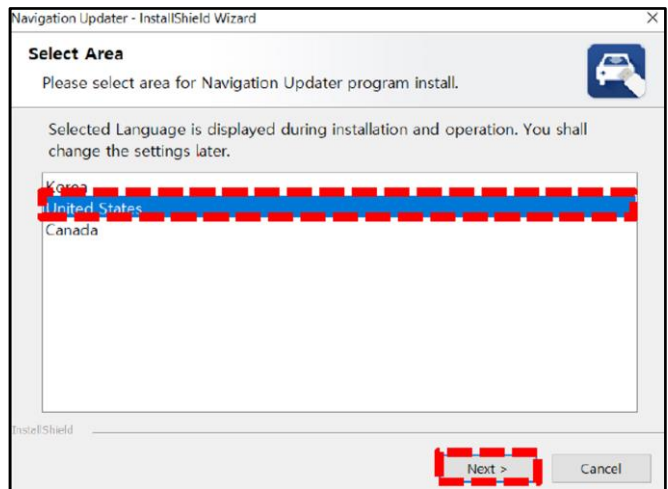 Navigation Updater - InstallShield Wizard
Select Area
Please select area for Navigation Updater program install.
Selected Language is displayed during installation and operation. You shall
change the settings later.
Korea
United States
Canada
InstallShield
Next >
Cancel